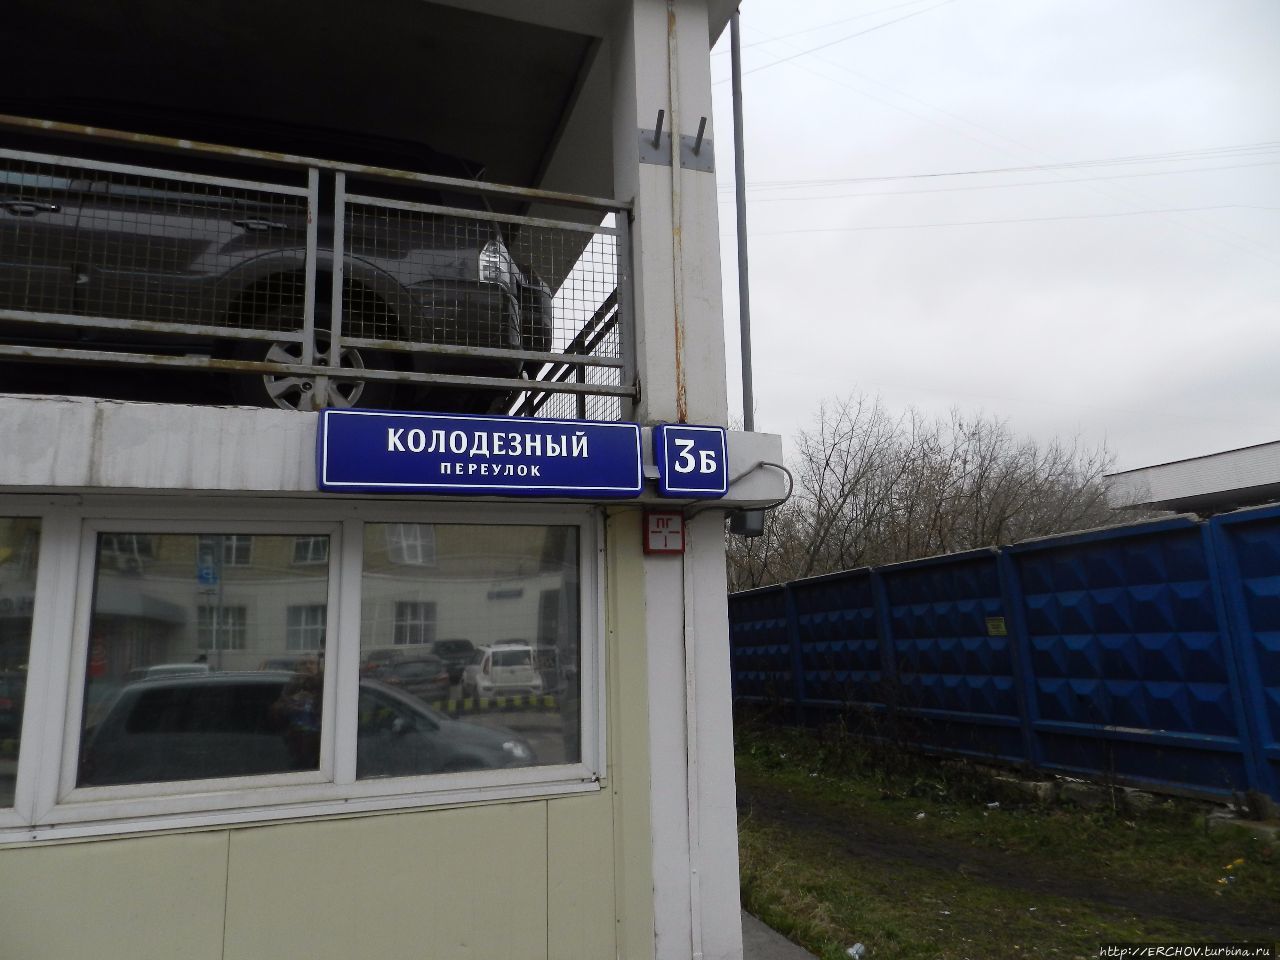 КОЛОДЕЗНЫЙ
ПЕРЕУЛОК
3Б
ПГ
http://ERCHOV.turbina.ru